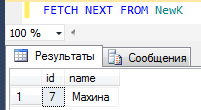 FETCH NEXT FROM NewK
100 %
Результаты Сообщения
id name
1 7 Махина